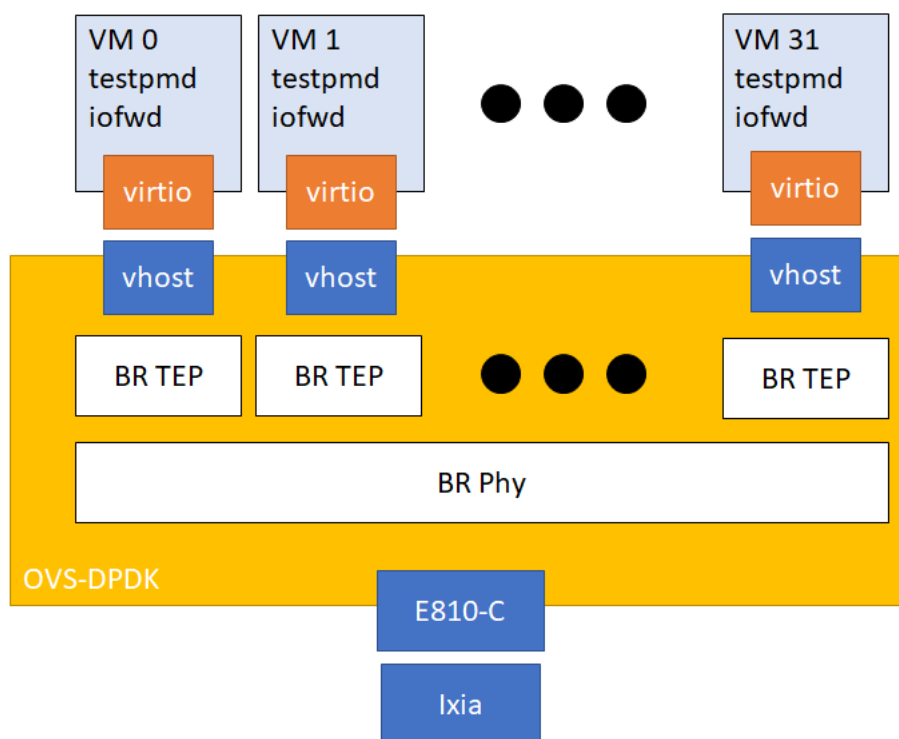 VM 0
testpmd
iofwd
VM 1
testpmd
iofwd
VM 31
testpmd
iofwd
virtio
virtio
virtio
vhost
vhost
vhost
BR TEP
BR TEP
BR TEP
BR Phy
OVS-DPDK
E810-C
Ixia